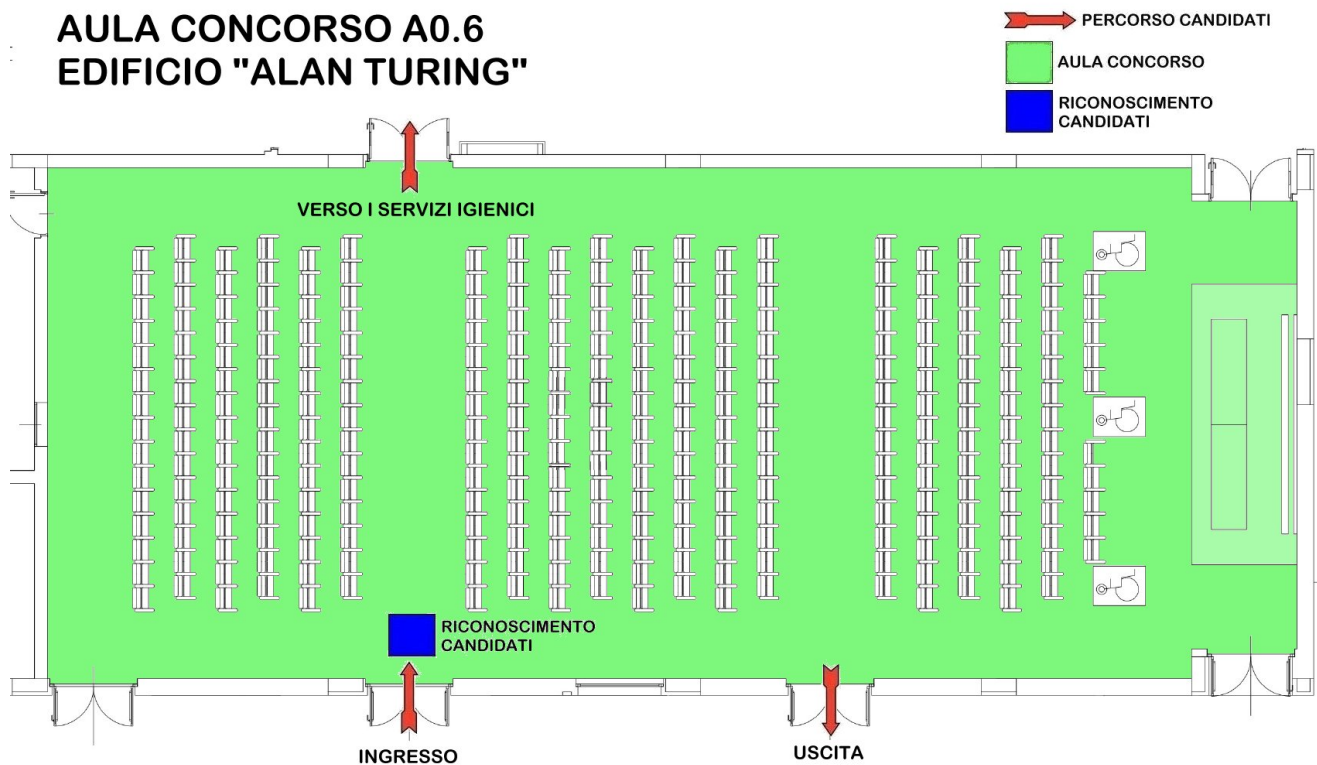 AULA CONCORSO A0.6
EDIFICIO "ALAN TURING"
PERCORSO CANDIDATI
AULA CONCORSO
RICONOSCIMENTO
CANDIDATI
VERSO I SERVIZI IGIENICI
RICONOSCIMENTO
CANDIDATI
INGRESSO
USCITA